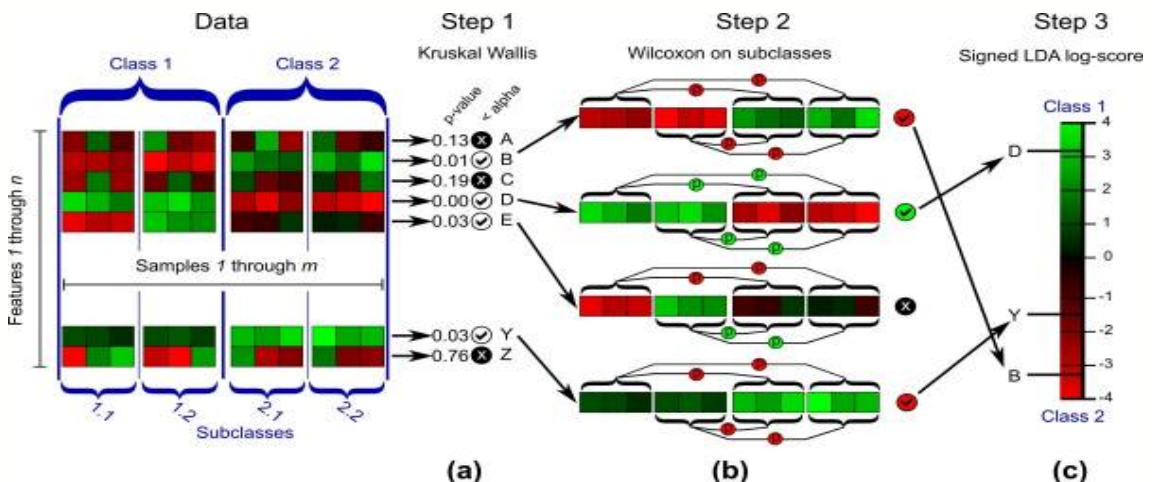 Data
Step 1
Step 2
Step 3
Kruskal Wallis
Wilcoxon on subclasses
Signed LDA log-score
Class 1
Class 2
p-value
< alpha
Features 1 through n
0.13 x A
0.01 B
0.19 x C
0.00 D
0.03 E
Samples 1 through m
0.03 Y
0.76 x Z
1.1
1.2
2.1
2.2
Subclasses
p
p
p
p
p
p
p
p
p
p
p
p
x
p
p
p
p
Class 1
4
3
2
1
0
-1
-2
-3
-4
D
Y
B
Class 2
(a)
(b)
(c)